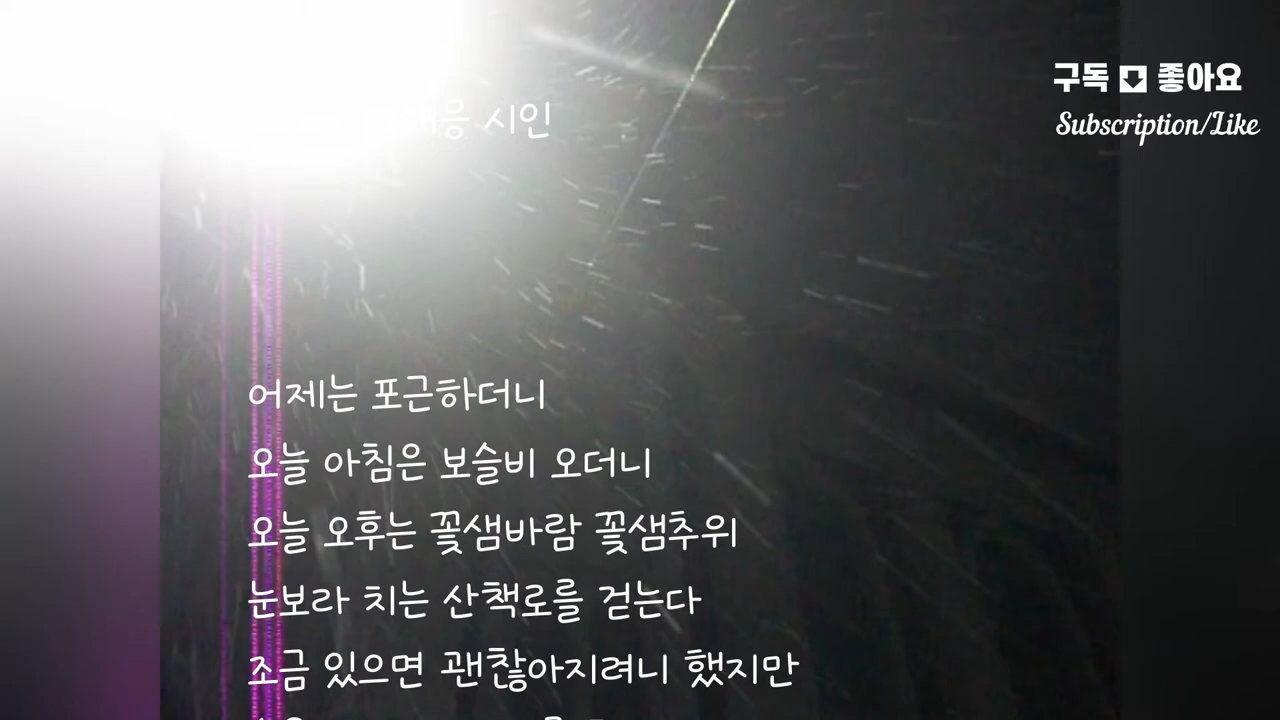 구독 좋아요
Subscription/Like
시인
어제는 포근하더니
오늘 아침은 보슬비 오더니
오늘 오후는 꽃샘바람 꽃샘추위
눈보라 치는 산책로를 걷는다
조금 있으면 괜찮아지려니 했지만